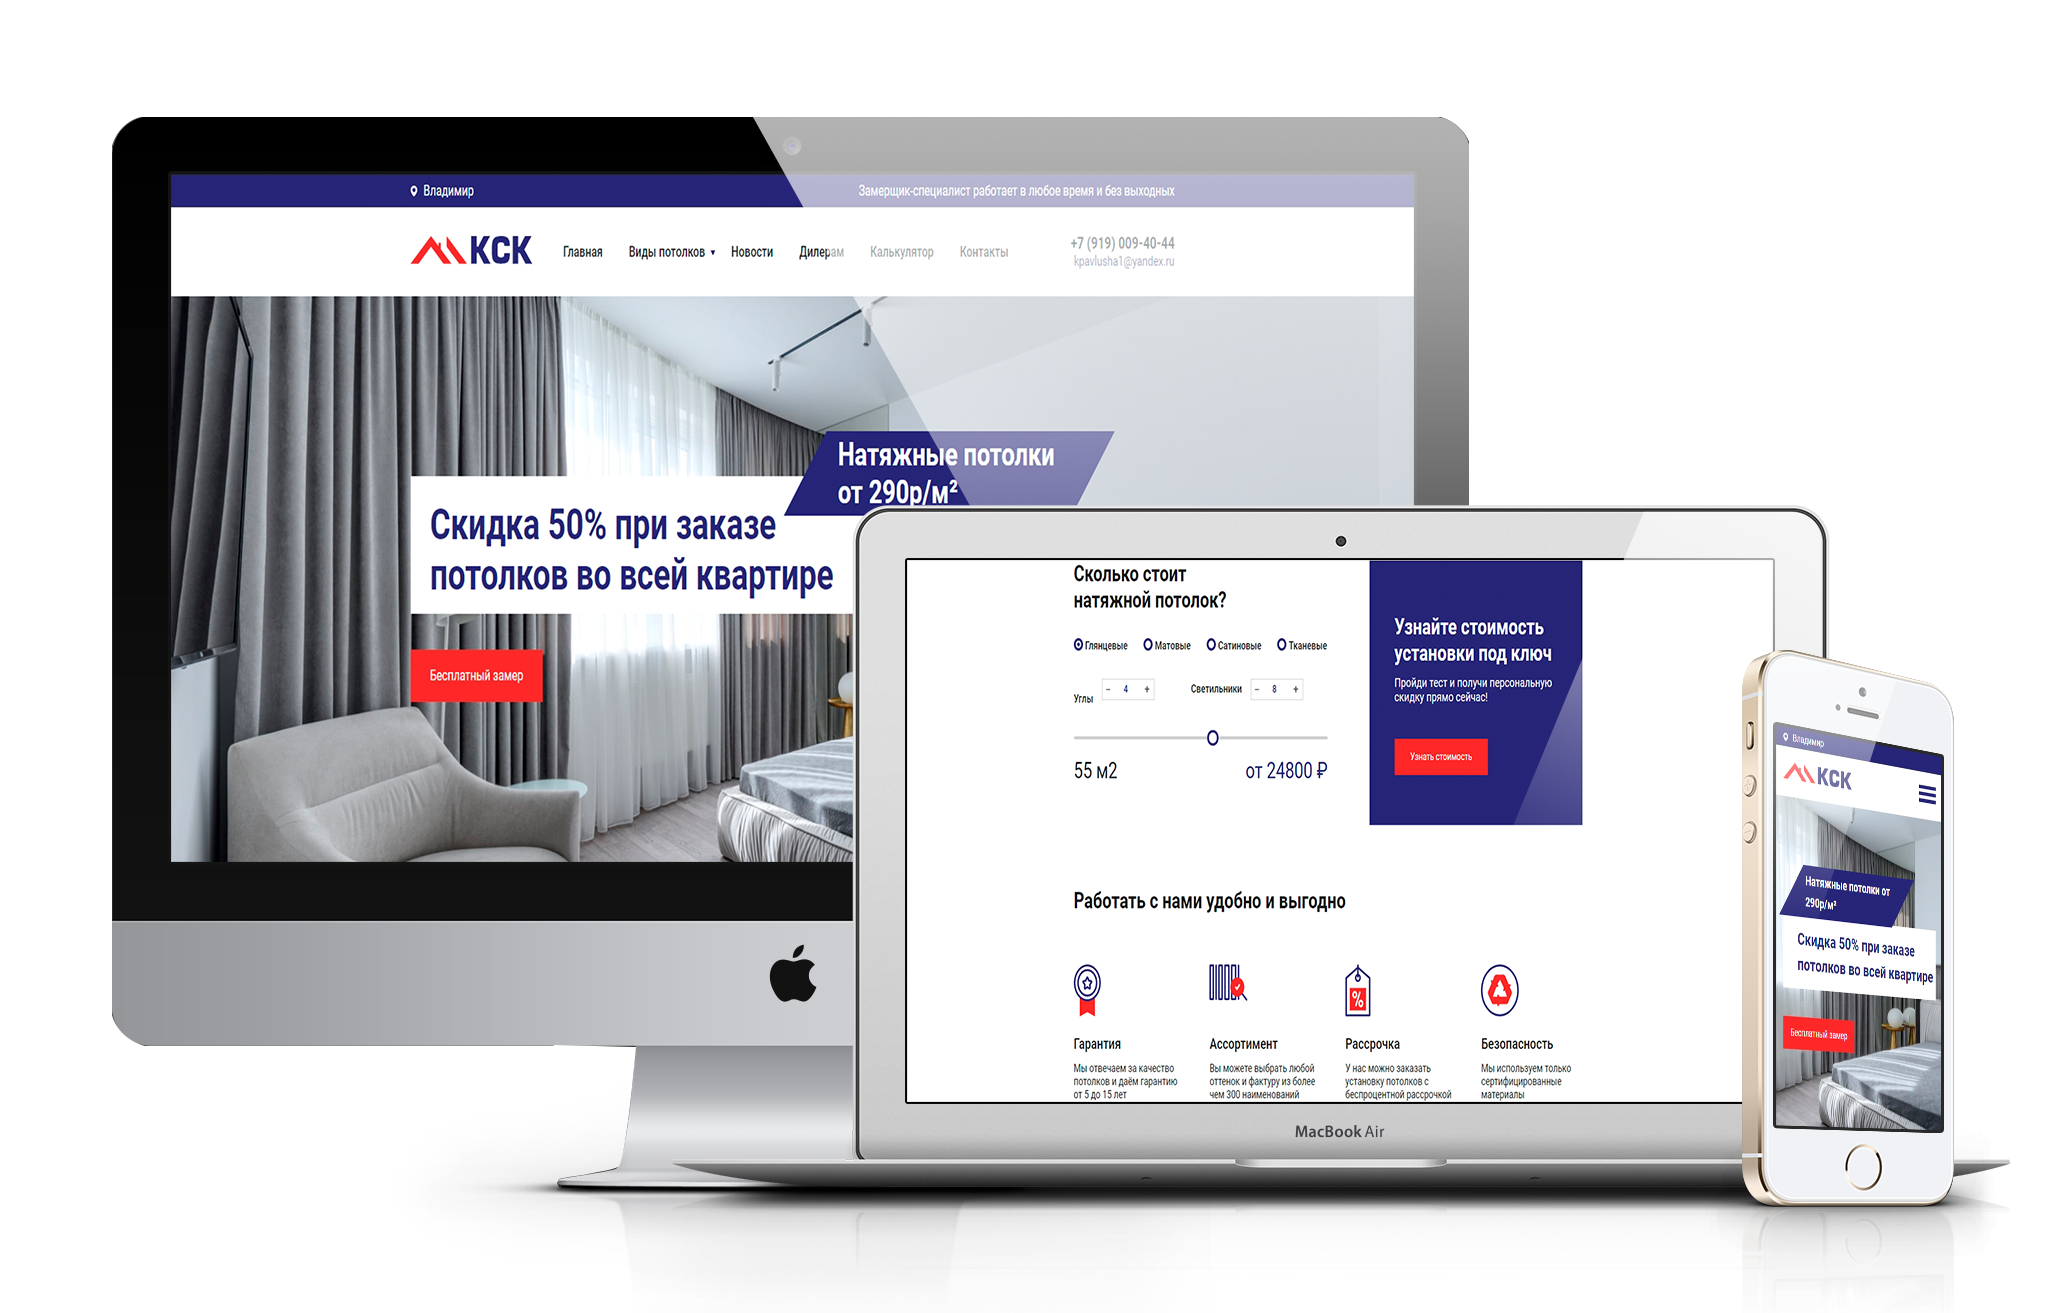 Владимир
Замерщик-специалист работает в любое время и без выходных
КСК
Главная
Виды потолков
Новости
Дилерам
Калькулятор
Контакты
+7 (919) 009-40-44
kpavlusha1@yandex.ru
Натяжные потолки
от 290р/м²
Скидка 50% при заказе
потолков во всей квартире
Бесплатный замер
Сколько стоит
натяжной потолок?
Глянцевые
Матовые
Сатиновые
Тканевые
Углы
− 4 +
Светильники
− 8 +
55 м2
от 24800 ₽
Узнайте стоимость
установки под ключ
Пройди тест и получи персональную
скидку прямо сейчас!
Узнать стоимость
Работать с нами удобно и выгодно
%
Гарантия
Мы отвечаем за качество
потолков и даём гарантию
от 5 до 15 лет
Ассортимент
Вы можете выбрать любой
оттенок и фактуру из более
чем 300 наименований
Рассрочка
У нас можно заказать
установку потолков с
беспроцентной рассрочкой
Безопасность
Мы используем только
сертифицированные
материалы
MacBook Air
Владимир
КСК
Натяжные потолки от
290р/м²
Скидка 50% при заказе
потолков во всей квартире
Бесплатный замер